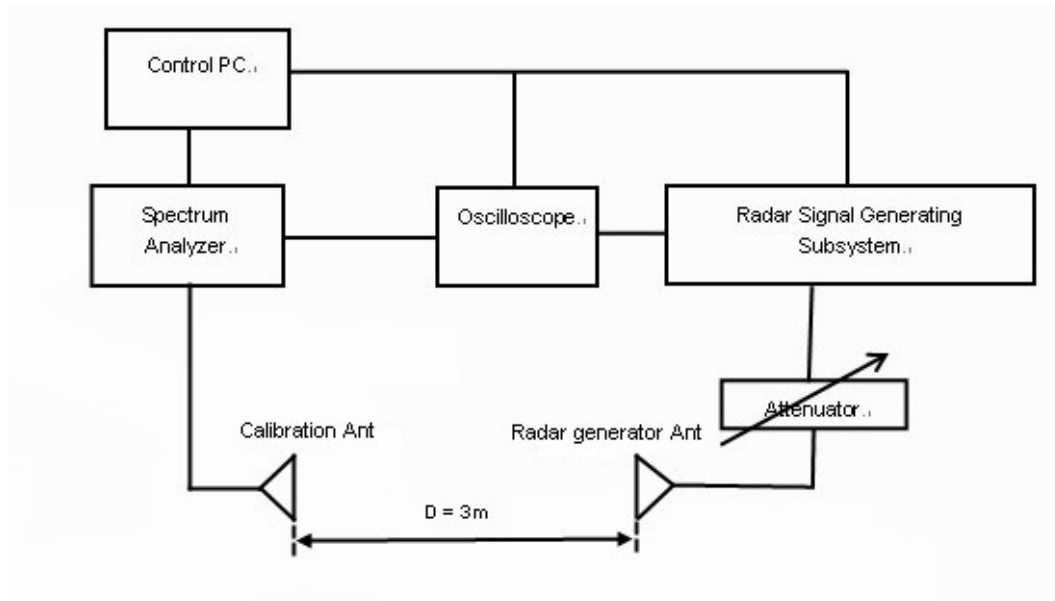 Control PC.
Spectrum
Analyzer.
Oscilloscope.
Radar Signal Generating
Subsystem.
Attenuator.
Calibration Ant
Radar generator Ant
D = 3m